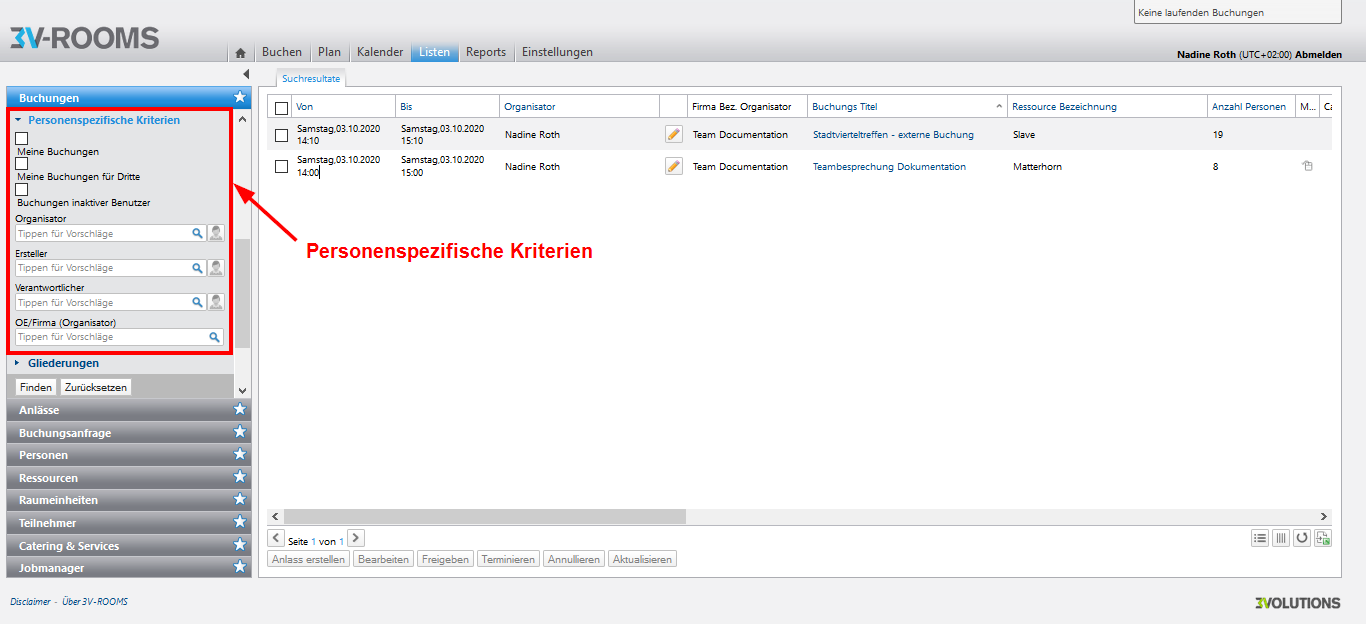 Keine laufenden Buchungen
3V-ROOMS
Buchen Plan Kalender Listen Reports Einstellungen
Nadine Roth (UTC+02:00) Abmelden
Suchresultate
Buchungen
Personenspezifische Kriterien
Meine Buchungen
Meine Buchungen für Dritte
Buchungen inaktiver Benutzer
Organisator
Tippen für Vorschläge
Ersteller
Tippen für Vorschläge
Verantwortlicher
Tippen für Vorschläge
OE/Firma (Organisator)
Tippen für Vorschläge
Gliederungen
Finden Zurücksetzen
Anlässe
Buchungsanfrage
Personen
Ressourcen
Raumeinheiten
Teilnehmer
Catering & Services
Jobmanager
Von Bis Organisator Firma Bez. Organisator Buchungs Titel Ressource Bezeichnung Anzahl Personen M... Ca
Samstag,03.10.2020 Samstag,03.10.2020 Nadine Roth Team Documentation Stadtvierteltreffen - externe Buchung Slave 19
14:10 15:10
Samstag,03.10.2020 Samstag,03.10.2020 Nadine Roth Team Documentation Teambesprechung Dokumentation Matterhorn 8
14:00 15:00
Personenspezifische Kriterien
Seite 1 von 1
Anlass erstellen Bearbeiten Freigeben Terminieren Annullieren Aktualisieren
Disclaimer - Über 3V-ROOMS
3VOLUTIONS